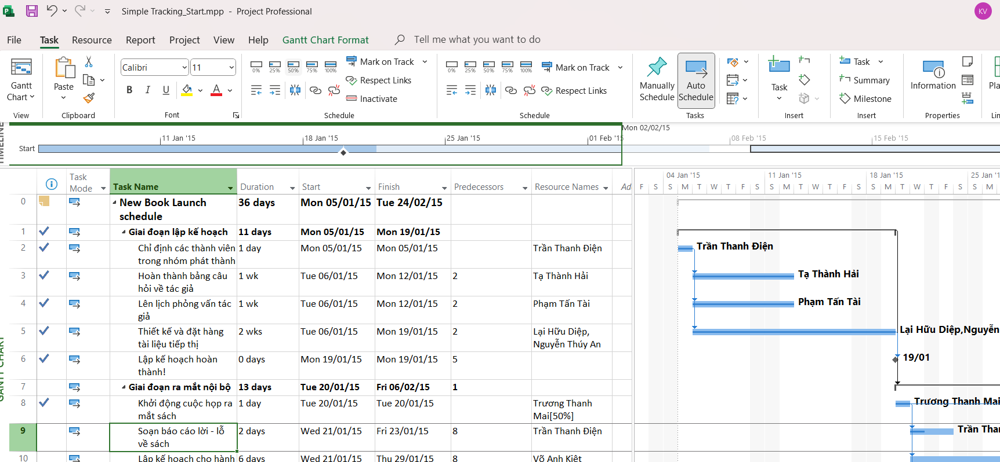 Simple Tracking_Start.mpp - Project Professional
KV
File Task Resource Report Project View Help Gantt Chart Format Tell me what you want to do
Gantt Chart
View
Paste
Clipboard
Calibri 11
B I U A
Font
0% 25% 50% 75% 100%
Mark on Track
Respect Links
Inactivate
Schedule
0% 25% 50% 75% 100%
Mark on Track
Respect Links
Schedule
Manually Schedule
Auto Schedule
Tasks
Task
Insert
Task
Summary
Milestone
Insert
Information
Properties
Mon 02/02/15
11 Jan '15 18 Jan '15 25 Jan '15 01 Feb '15 08 Feb '15 15 Feb '15
Start
TIMELINE
GANTT CHART
Task Mode Task Name Duration Start Finish Predecessors Resource Names Ad
04 Jan '15 11 Jan '15 18 Jan '15 25 Jan '1
F S S M T W T F S S M T W T F S S M T W T F S S M
0 New Book Launch schedule 36 days Mon 05/01/15 Tue 24/02/15
1 Giai đoạn lập kế hoạch 11 days Mon 05/01/15 Mon 19/01/15
2 Chỉ định các thành viên trong nhóm phát thành 1 day Mon 05/01/15 Mon 05/01/15 Trần Thanh Điện
3 Hoàn thành bảng câu hỏi về tác giả 1 wk Tue 06/01/15 Mon 12/01/15 2 Tạ Thành Hải
4 Lên lịch phỏng vấn tác giả 1 wk Tue 06/01/15 Mon 12/01/15 2 Phạm Tấn Tài
5 Thiết kế và đặt hàng tài liệu tiếp thị 2 wks Tue 06/01/15 Mon 19/01/15 2 Lại Hữu Diệp, Nguyễn Thúy An
6 Lập kế hoạch hoàn thành! 0 days Mon 19/01/15 Mon 19/01/15 5
7 Giai đoạn ra mắt nội bộ 13 days Tue 20/01/15 Fri 06/02/15 1
8 Khởi động cuộc họp ra mắt sách 1 day Tue 20/01/15 Tue 20/01/15 Trương Thanh Mai[50%]
9 Soạn báo cáo lời - lỗ về sách 2 days Wed 21/01/15 Fri 23/01/15 8 Trần Thanh Điện
10 Lập kế hoạch cho hành 6 days Wed 21/01/15 Thu 29/01/15 8 Võ Anh Kiệt
Trần Thanh Điện
Tạ Thành Hải
Phạm Tấn Tài
Lại Hữu Diệp,Nguyễn
19/01
Trương Thanh Mai
Trần Than